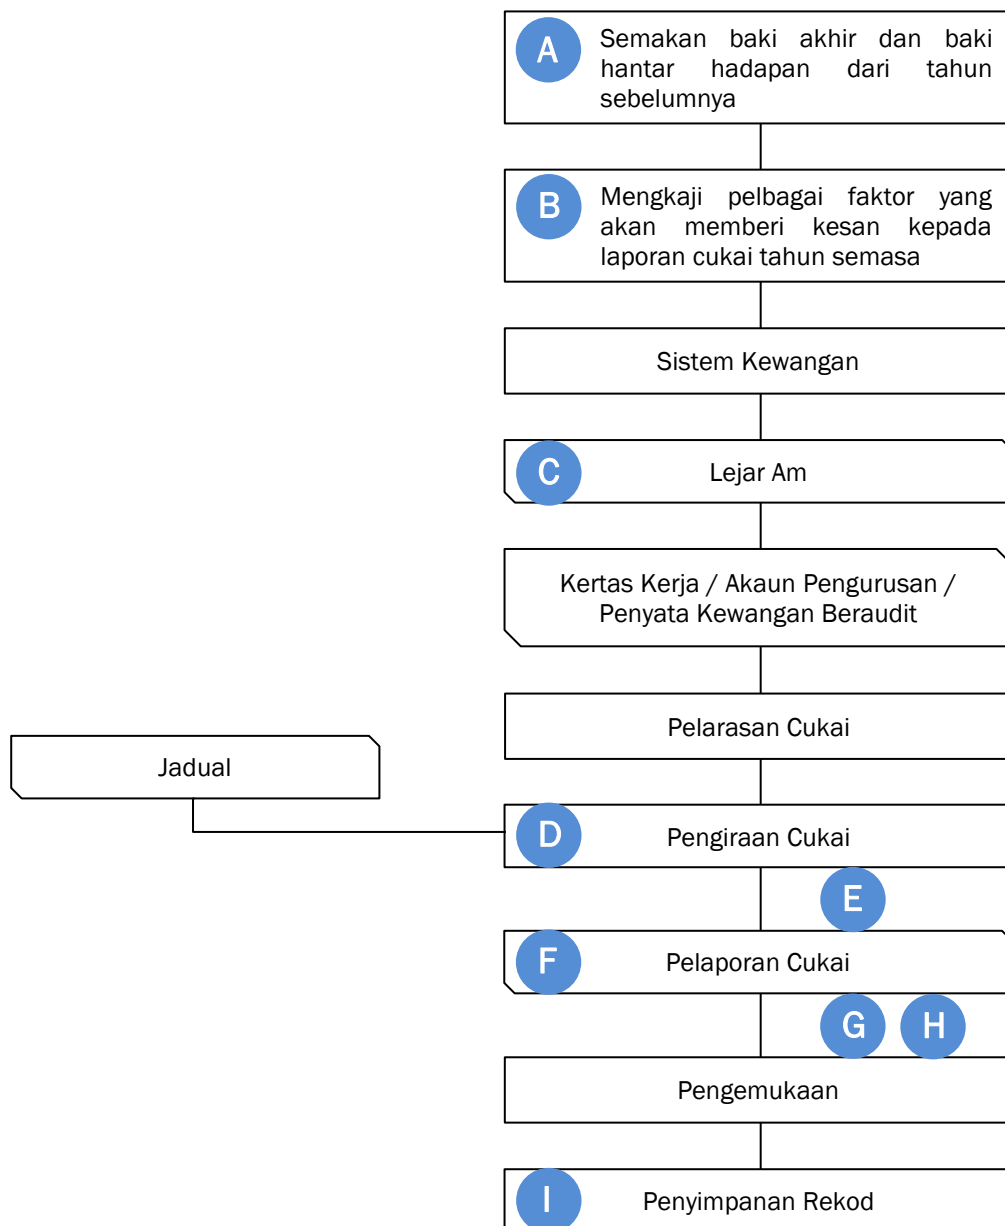 A
Semakan baki akhir dan baki
hantar hadapan dari tahun
sebelumnya
B
Mengkaji pelbagai faktor yang
akan memberi kesan kepada
laporan cukai tahun semasa
Sistem Kewangan
C
Lejar Am
Kertas Kerja / Akaun Pengurusan /
Penyata Kewangan Beraudit
Pelarasan Cukai
Jadual
D
Pengiraan Cukai
E
F
Pelaporan Cukai
G H
Pengemukaan
I
Penyimpanan Rekod